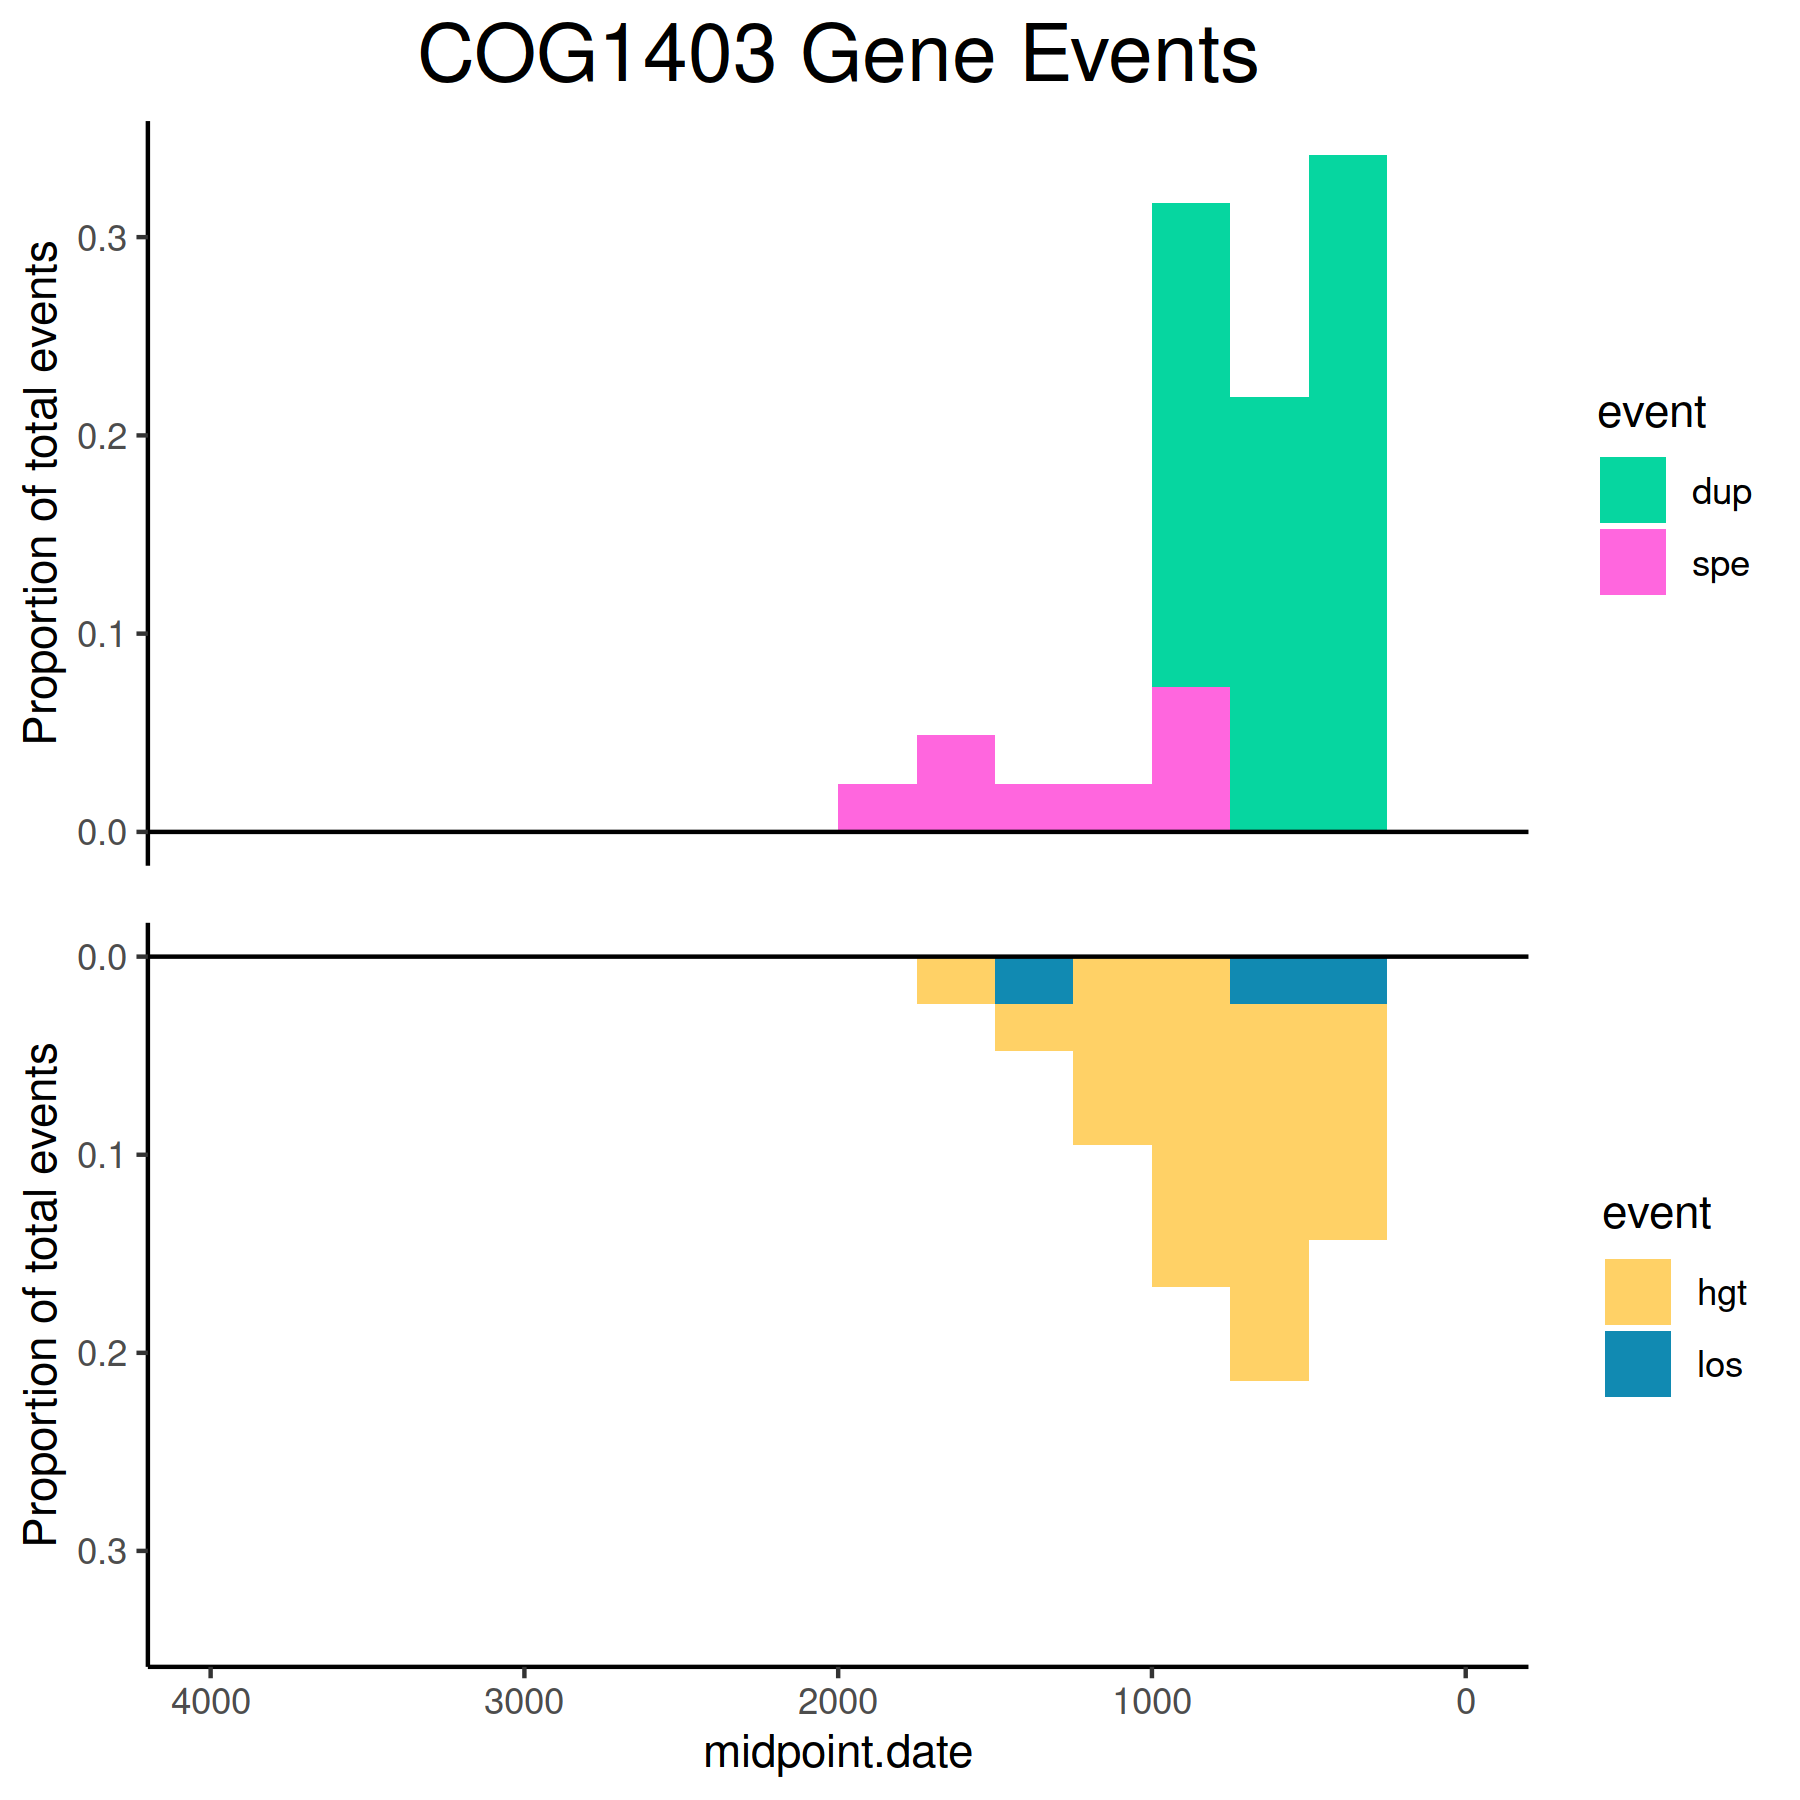 COG1403 Gene Events
Proportion of total events
0.3
0.2
0.1
0.0
event
dup
spe
Proportion of total events
0.0
0.1
0.2
0.3
event
hgt
los
4000 3000 2000 1000 0
midpoint.date